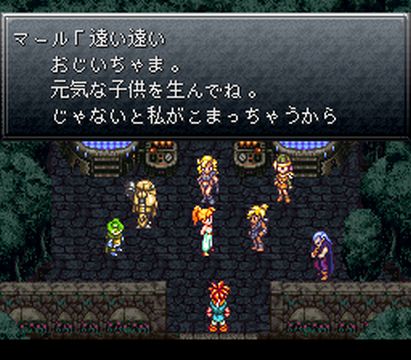 マール「遠い遠い
おじいちゃま。
元気な子供を生んでね。
じゃないと私がこまっちゃうから